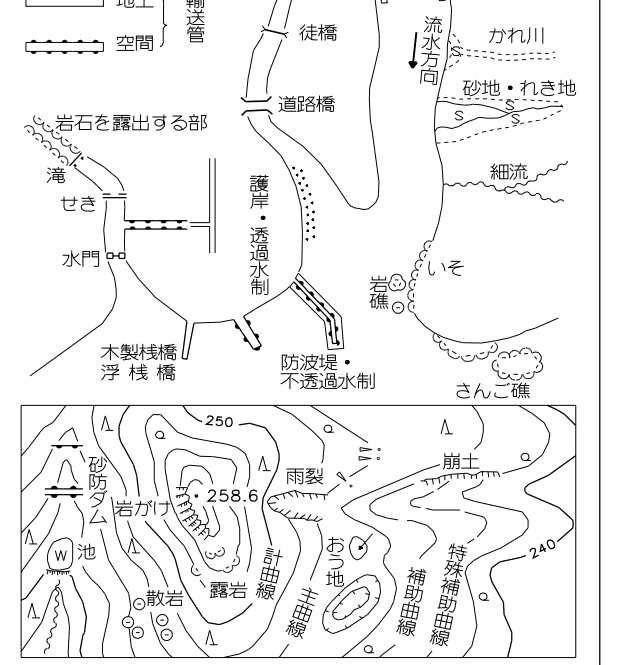 地上
空間
輸送管
徒橋
道路橋
流水方向
かれ川
砂地・れき地
S
S
S
岩石を露出する部
滝
せき
水門
護岸・透過水制
細流
いそ
岩礁
木製桟橋
浮桟橋
防波堤・
不透過水制
さんご礁
250
砂防ダム
岩がけ
258.6
雨裂
崩土
池
W
散岩
露岩
計曲線
主曲線
おう地
補助曲線
特殊補助曲線
240